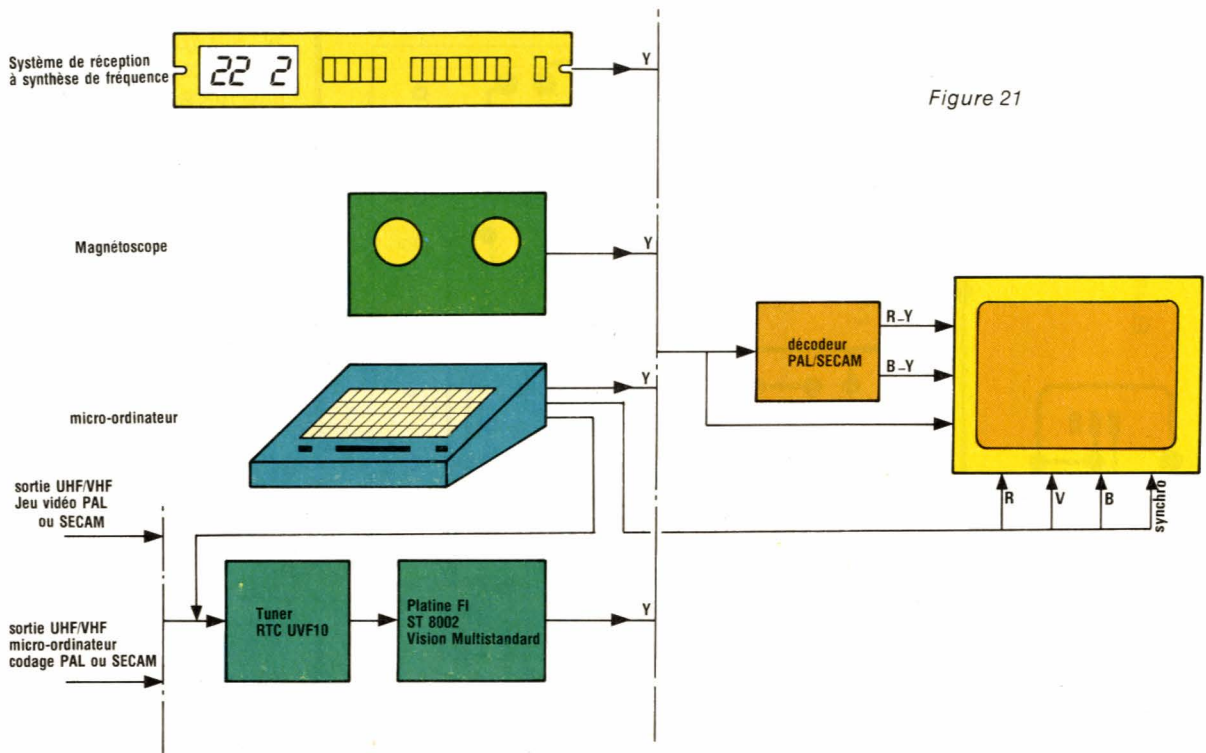 Système de réception
à synthèse de fréquence
22 2
Y
Figure 21
Magnétoscope
Y
décodeur
PAL/SECAM
R-Y
B-Y
micro-ordinateur
Y
sortie UHF/VHF
Jeu vidéo PAL
ou SECAM
R
V
B
synchro
Tuner
RTC UVF10
Platine FI
ST 8002
Vision Multistandard
Y
sortie UHF/VHF
micro-ordinateur
codage PAL ou SECAM